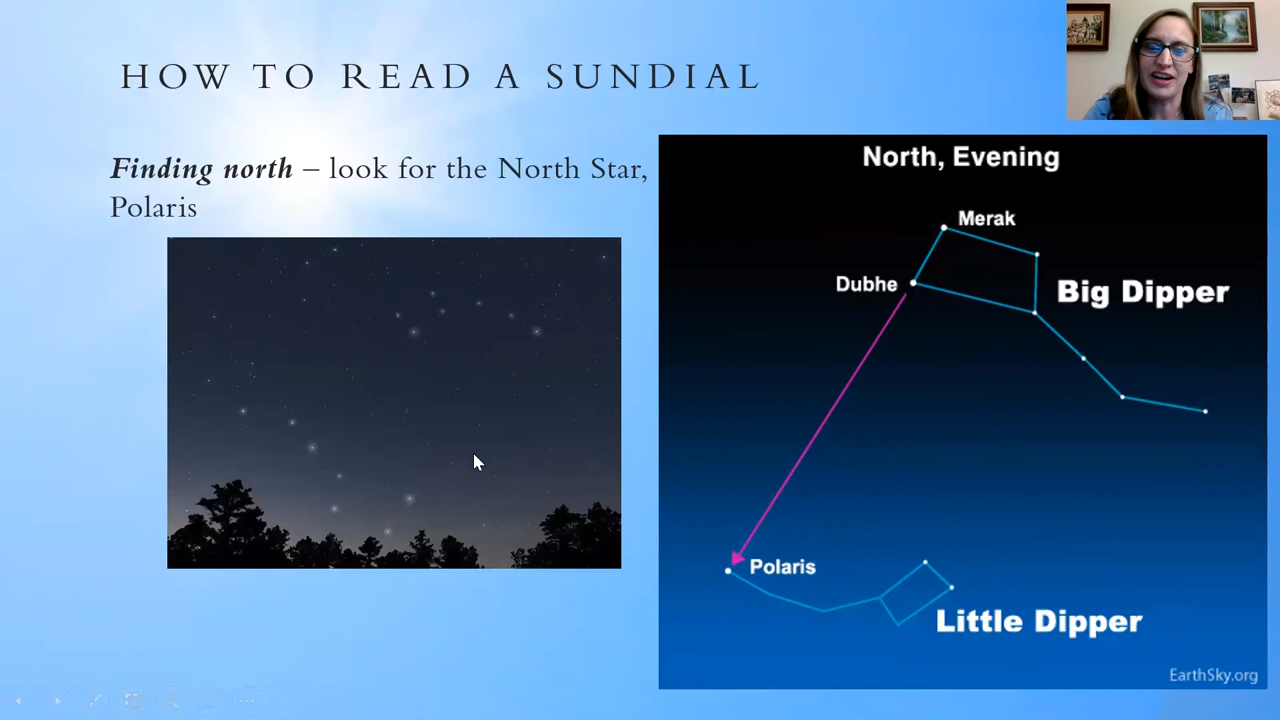 HOW TO READ A SUNDIAL
Finding north – look for the North Star,
Polaris
North, Evening
Merak
Dubhe
Big Dipper
Polaris
Little Dipper
EarthSky.org